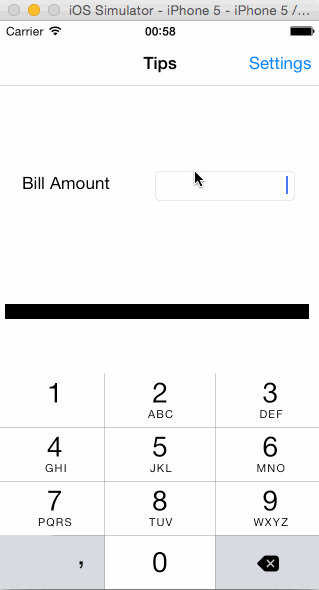 iOS Simulator - iPhone 5 - iPhone 5 /...
Carrier 00:58
Tips Settings
Bill Amount
1 2 3
ABC DEF
4 5 6
GHI JKL MNO
7 8 9
PQRS TUV WXYZ
, 0